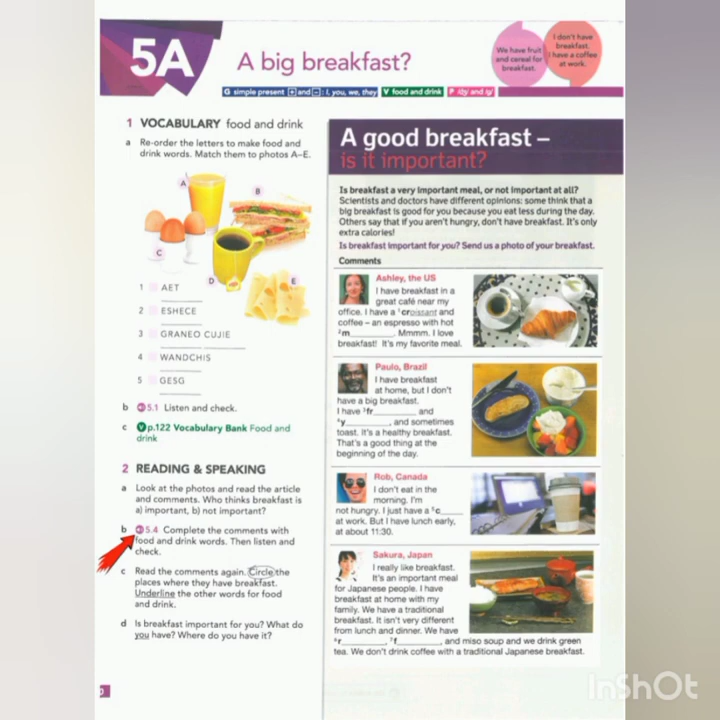 5A
A big breakfast?
We have fruit
and cereal for
breakfast.
I don't have
breakfast.
I have a coffee
at work.
G simple present + and −: I, you, we, they V food and drink P /dʒ/ and /g/
1 VOCABULARY food and drink
a Re-order the letters to make food and
drink words. Match them to photos A–E.
A
B
C
D
E
1 AET
2 ESHECE
3 GRANEO CUJIE
4 WANDCHIS
5 GESG
b 5.1 Listen and check.
c V p.122 Vocabulary Bank Food and
drink
2 READING & SPEAKING
a Look at the photos and read the article
and comments. Who thinks breakfast is
a) important, b) not important?
b 5.4 Complete the comments with
food and drink words. Then listen and
check.
c Read the comments again. Circle the
places where they have breakfast.
Underline the other words for food
and drink.
d Is breakfast important for you? What do
you have? Where do you have it?
A good breakfast –
is it important?
Is breakfast a very important meal, or not important at all?
Scientists and doctors have different opinions: some think that a
big breakfast is good for you because you eat less during the day.
Others say that if you aren't hungry, don't have breakfast. It's only
extra calories!
Is breakfast important for you? Send us a photo of your breakfast.
Comments
Ashley, the US
I have breakfast in a
great café near my
office. I have a ¹croissant and
coffee – an espresso with hot
²m________. Mmmm. I love
breakfast! It's my favorite meal.
Paulo, Brazil
I have breakfast
at home, but I don't
have a big breakfast.
I have ³fr________ and
⁴y________, and sometimes
toast. It's a healthy breakfast.
That's a good thing at the
beginning of the day.
Rob, Canada
I don't eat in the
morning. I'm
not hungry. I just have a ⁵c____
at work. But I have lunch early,
at about 11:30.
Sakura, Japan
I really like breakfast.
It's an important meal
for Japanese people. I have
breakfast at home with my
family. We have a traditional
breakfast. It isn't very different
from lunch and dinner. We have
⁶r________, ⁷f________, and miso soup and we drink green
tea. We don't drink coffee with a traditional Japanese breakfast.
InShOt